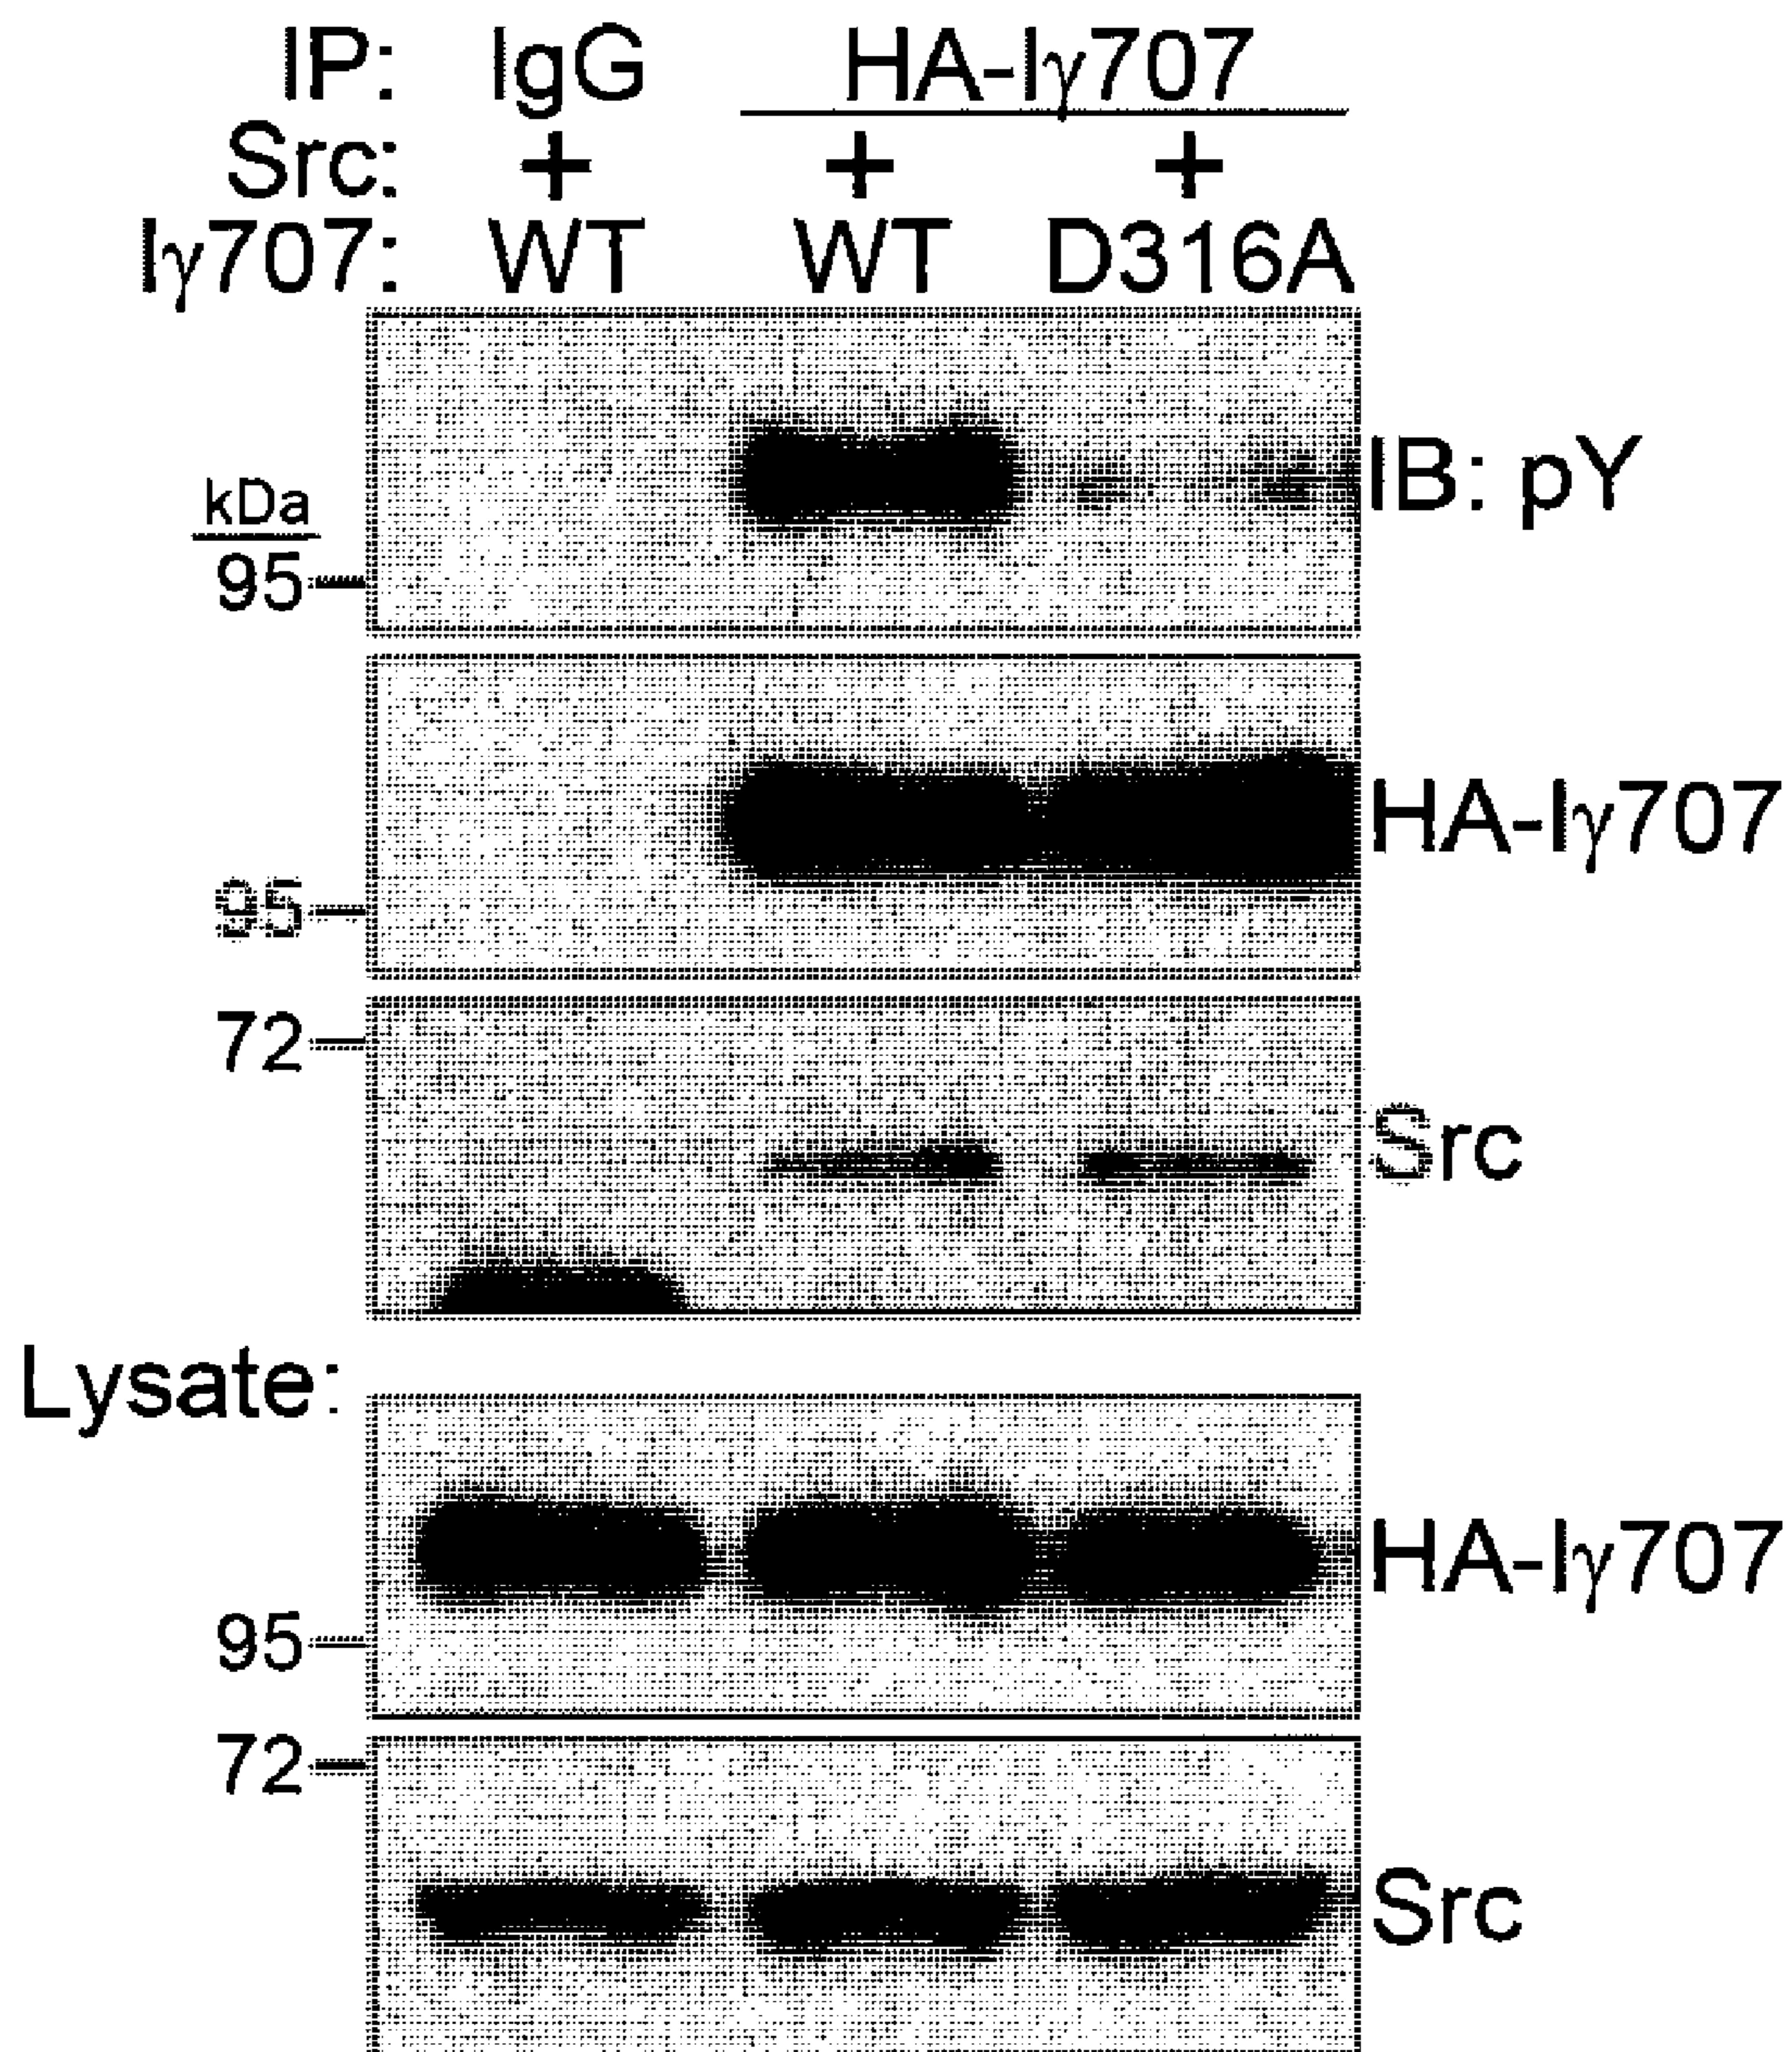 IP: IgG HA-Iγ707
Src: + + +
Iγ707: WT WT D316A
IB: pY
kDa
95
HA-Iγ707
95
72
Src
Lysate:
HA-Iγ707
95
72
Src